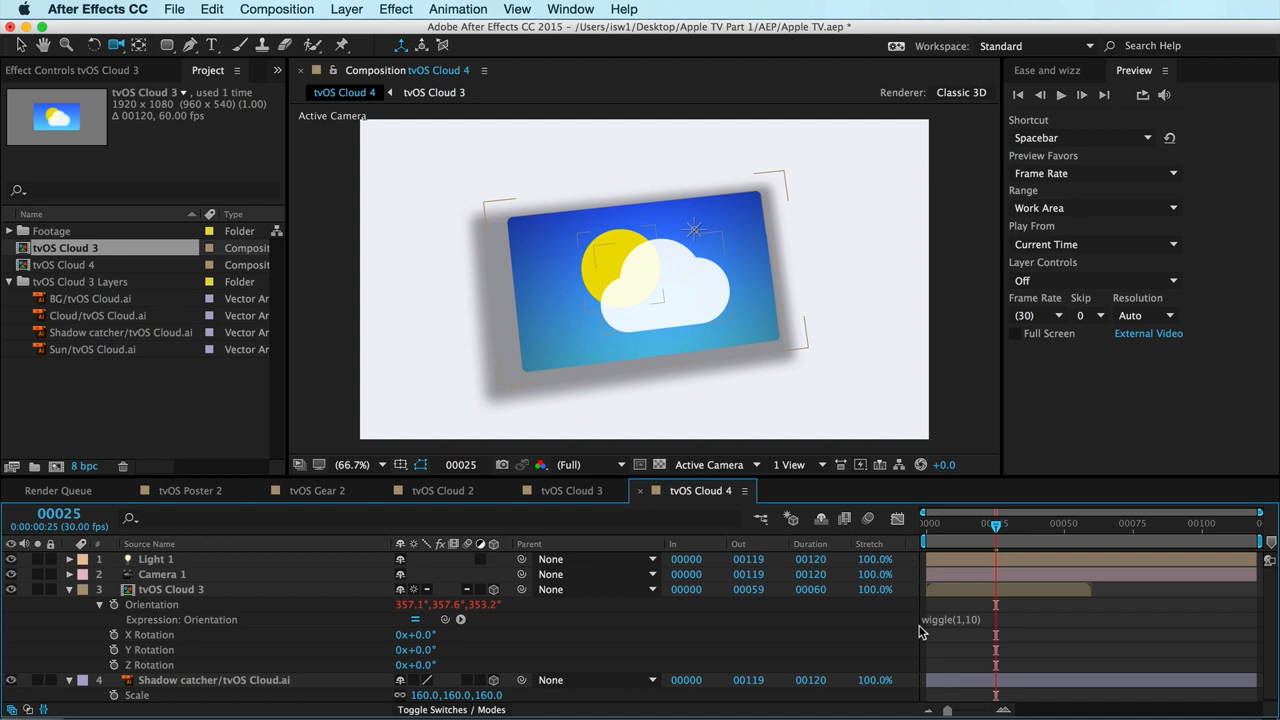 After Effects CC File Edit Composition Layer Effect Animation View Window Help
Adobe After Effects CC 2015 - /Users/isw1/Desktop/Apple TV Part 1/AEP/Apple TV.aep *
Workspace: Standard Search Help
Effect Controls tvOS Cloud 3 Project
Composition tvOS Cloud 4
Ease and wizz Preview
tvOS Cloud 3 , used 1 time
1920 x 1080 (960 x 540) (1.00)
Δ 00120, 60.00 fps
tvOS Cloud 4 tvOS Cloud 3
Renderer: Classic 3D
Active Camera
Shortcut
Spacebar
Preview Favors
Frame Rate
Range
Work Area
Play From
Current Time
Layer Controls
Off
Frame Rate Skip Resolution
(30) 0 Auto
Full Screen External Video
Name Type
Footage Folder
tvOS Cloud 3 Composit
tvOS Cloud 4 Composit
tvOS Cloud 3 Layers Folder
BG/tvOS Cloud.ai Vector Ar
Cloud/tvOS Cloud.ai Vector Ar
Shadow catcher/tvOS Cloud.ai Vector Ar
Sun/tvOS Cloud.ai Vector Ar
8 bpc
(66.7%) 00025 (Full) Active Camera 1 View +0.0
Render Queue tvOS Poster 2 tvOS Gear 2 tvOS Cloud 2 tvOS Cloud 3 tvOS Cloud 4
00025
0:00:00:25 (30.00 fps)
00050 00075 00100
# Source Name Parent In Out Duration Stretch
1 Light 1 None 00000 00119 00120 100.0%
2 Camera 1 None 00000 00119 00120 100.0%
3 tvOS Cloud 3 None 00000 00059 00060 100.0%
Orientation 357.1°,357.6°,353.2°
Expression: Orientation wiggle(1,10)
X Rotation 0x+0.0°
Y Rotation 0x+0.0°
Z Rotation 0x+0.0°
4 Shadow catcher/tvOS Cloud.ai None 00000 00119 00120 100.0%
Scale 160.0,160.0,160.0
Toggle Switches / Modes